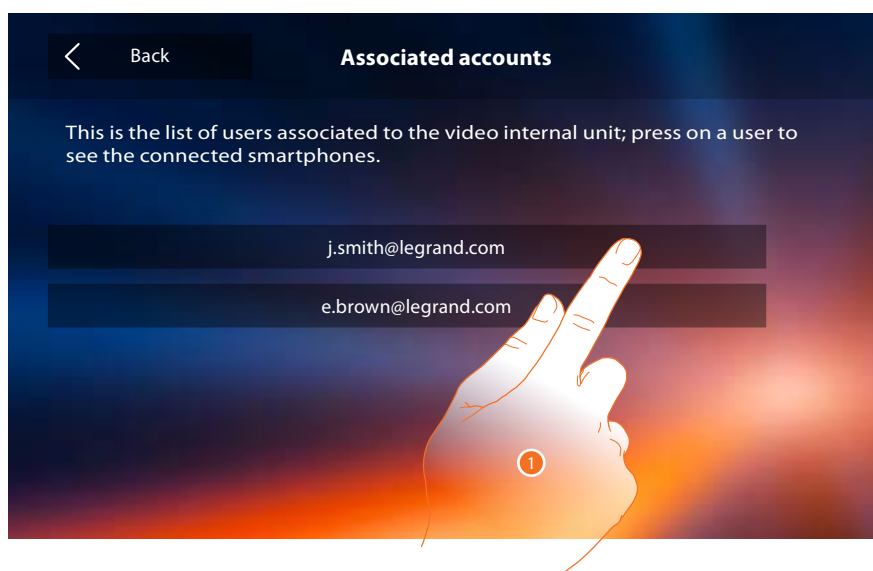 Back
Associated accounts
This is the list of users associated to the video internal unit; press on a user to
see the connected smartphones.
j.smith@legrand.com
e.brown@legrand.com
1